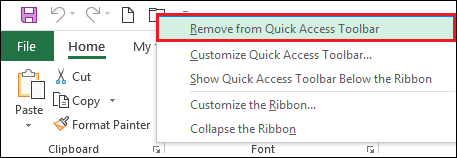 Remove from Quick Access Toolbar
Customize Quick Access Toolbar...
Show Quick Access Toolbar Below the Ribbon
Customize the Ribbon...
Collapse the Ribbon
File
Home
My
Paste
Cut
Copy
Format Painter
Clipboard
Font